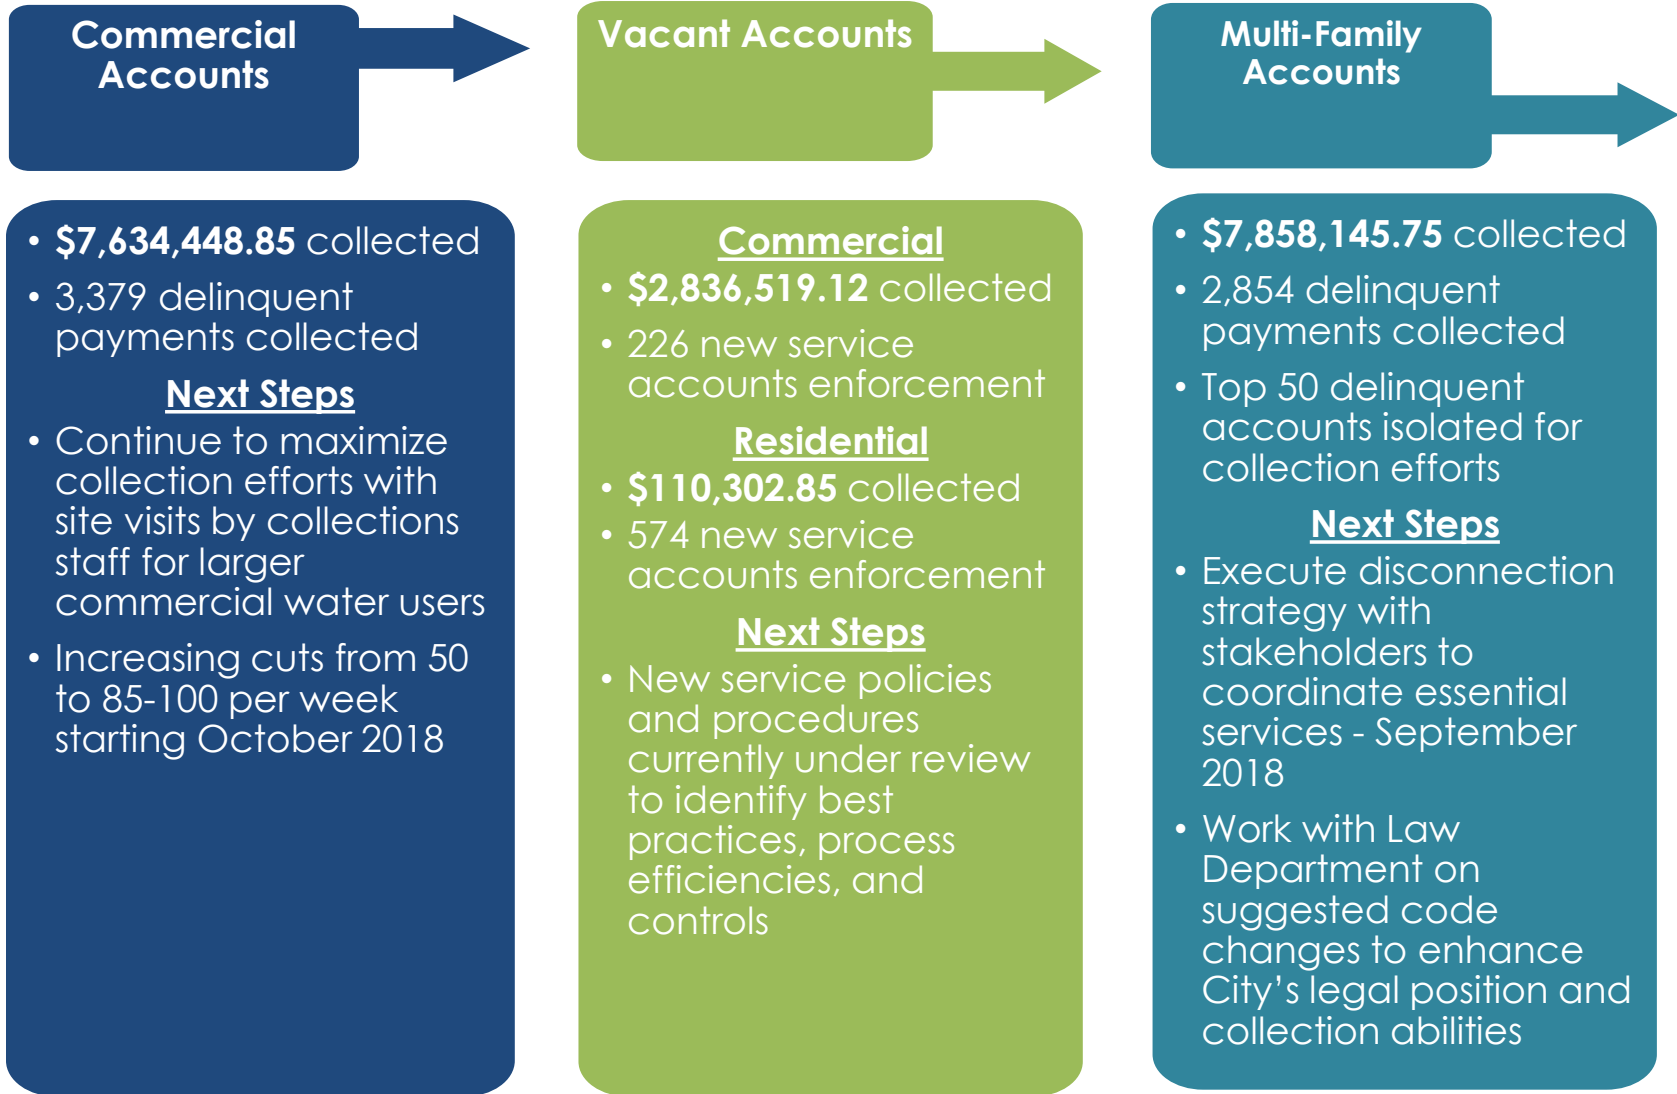 Commercial
Accounts
• $7,634,448.85 collected
• 3,379 delinquent
payments collected
Next Steps
• Continue to maximize
collection efforts with
site visits by collections
staff for larger
commercial water users
• Increasing cuts from 50
to 85-100 per week
starting October 2018
Vacant Accounts
Commercial
• $2,836,519.12 collected
• 226 new service
accounts enforcement
Residential
• $110,302.85 collected
• 574 new service
accounts enforcement
Next Steps
• New service policies
and procedures
currently under review
to identify best
practices, process
efficiencies, and
controls
Multi-Family
Accounts
• $7,858,145.75 collected
• 2,854 delinquent
payments collected
• Top 50 delinquent
accounts isolated for
collection efforts
Next Steps
• Execute disconnection
strategy with
stakeholders to
coordinate essential
services - September
2018
• Work with Law
Department on
suggested code
changes to enhance
City's legal position and
collection abilities